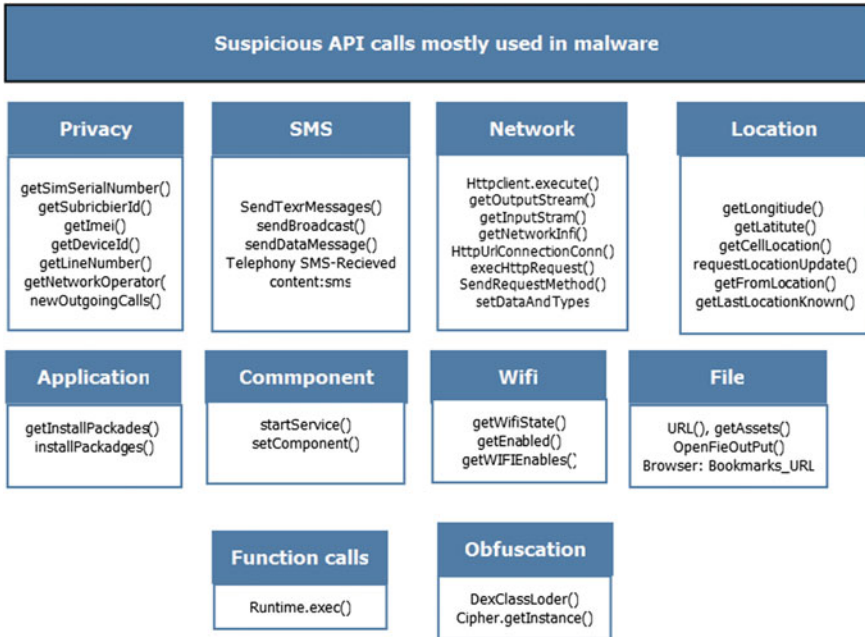 Suspicious API calls mostly used in malware
Privacy
getSimSerialNumber()
getSubricbierId()
getImei()
getDeviceId()
getLineNumber()
getNetworkOperator(
newOutgoingCalls()
SMS
SendTexrMessages()
sendBroadcast()
sendDataMessage()
Telephony SMS-Recieved
content:sms
Network
Httpclient.execute()
getOutputStream()
getInputStram()
getNetworkInfi()
HttpUrlConnectionConn()
execHttpRequest()
SendRequestMethod()
setDataAndTypes
Location
getLongitiude()
getLatitute()
getCellLocation()
requestLocationUpdate()
getFromLocation()
getLastLocationKnown()
Application
getInstallPackades()
installPackadges()
Commponent
startService()
setComponent()
Wifi
getWifiState()
getEnabled()
getWIFIEnables()
File
URL(), getAssets()
OpenFieOutPut()
Browser: Bookmarks_URL
Function calls
Runtime.exec()
Obfuscation
DexClassLoder()
Cipher.getInstance()